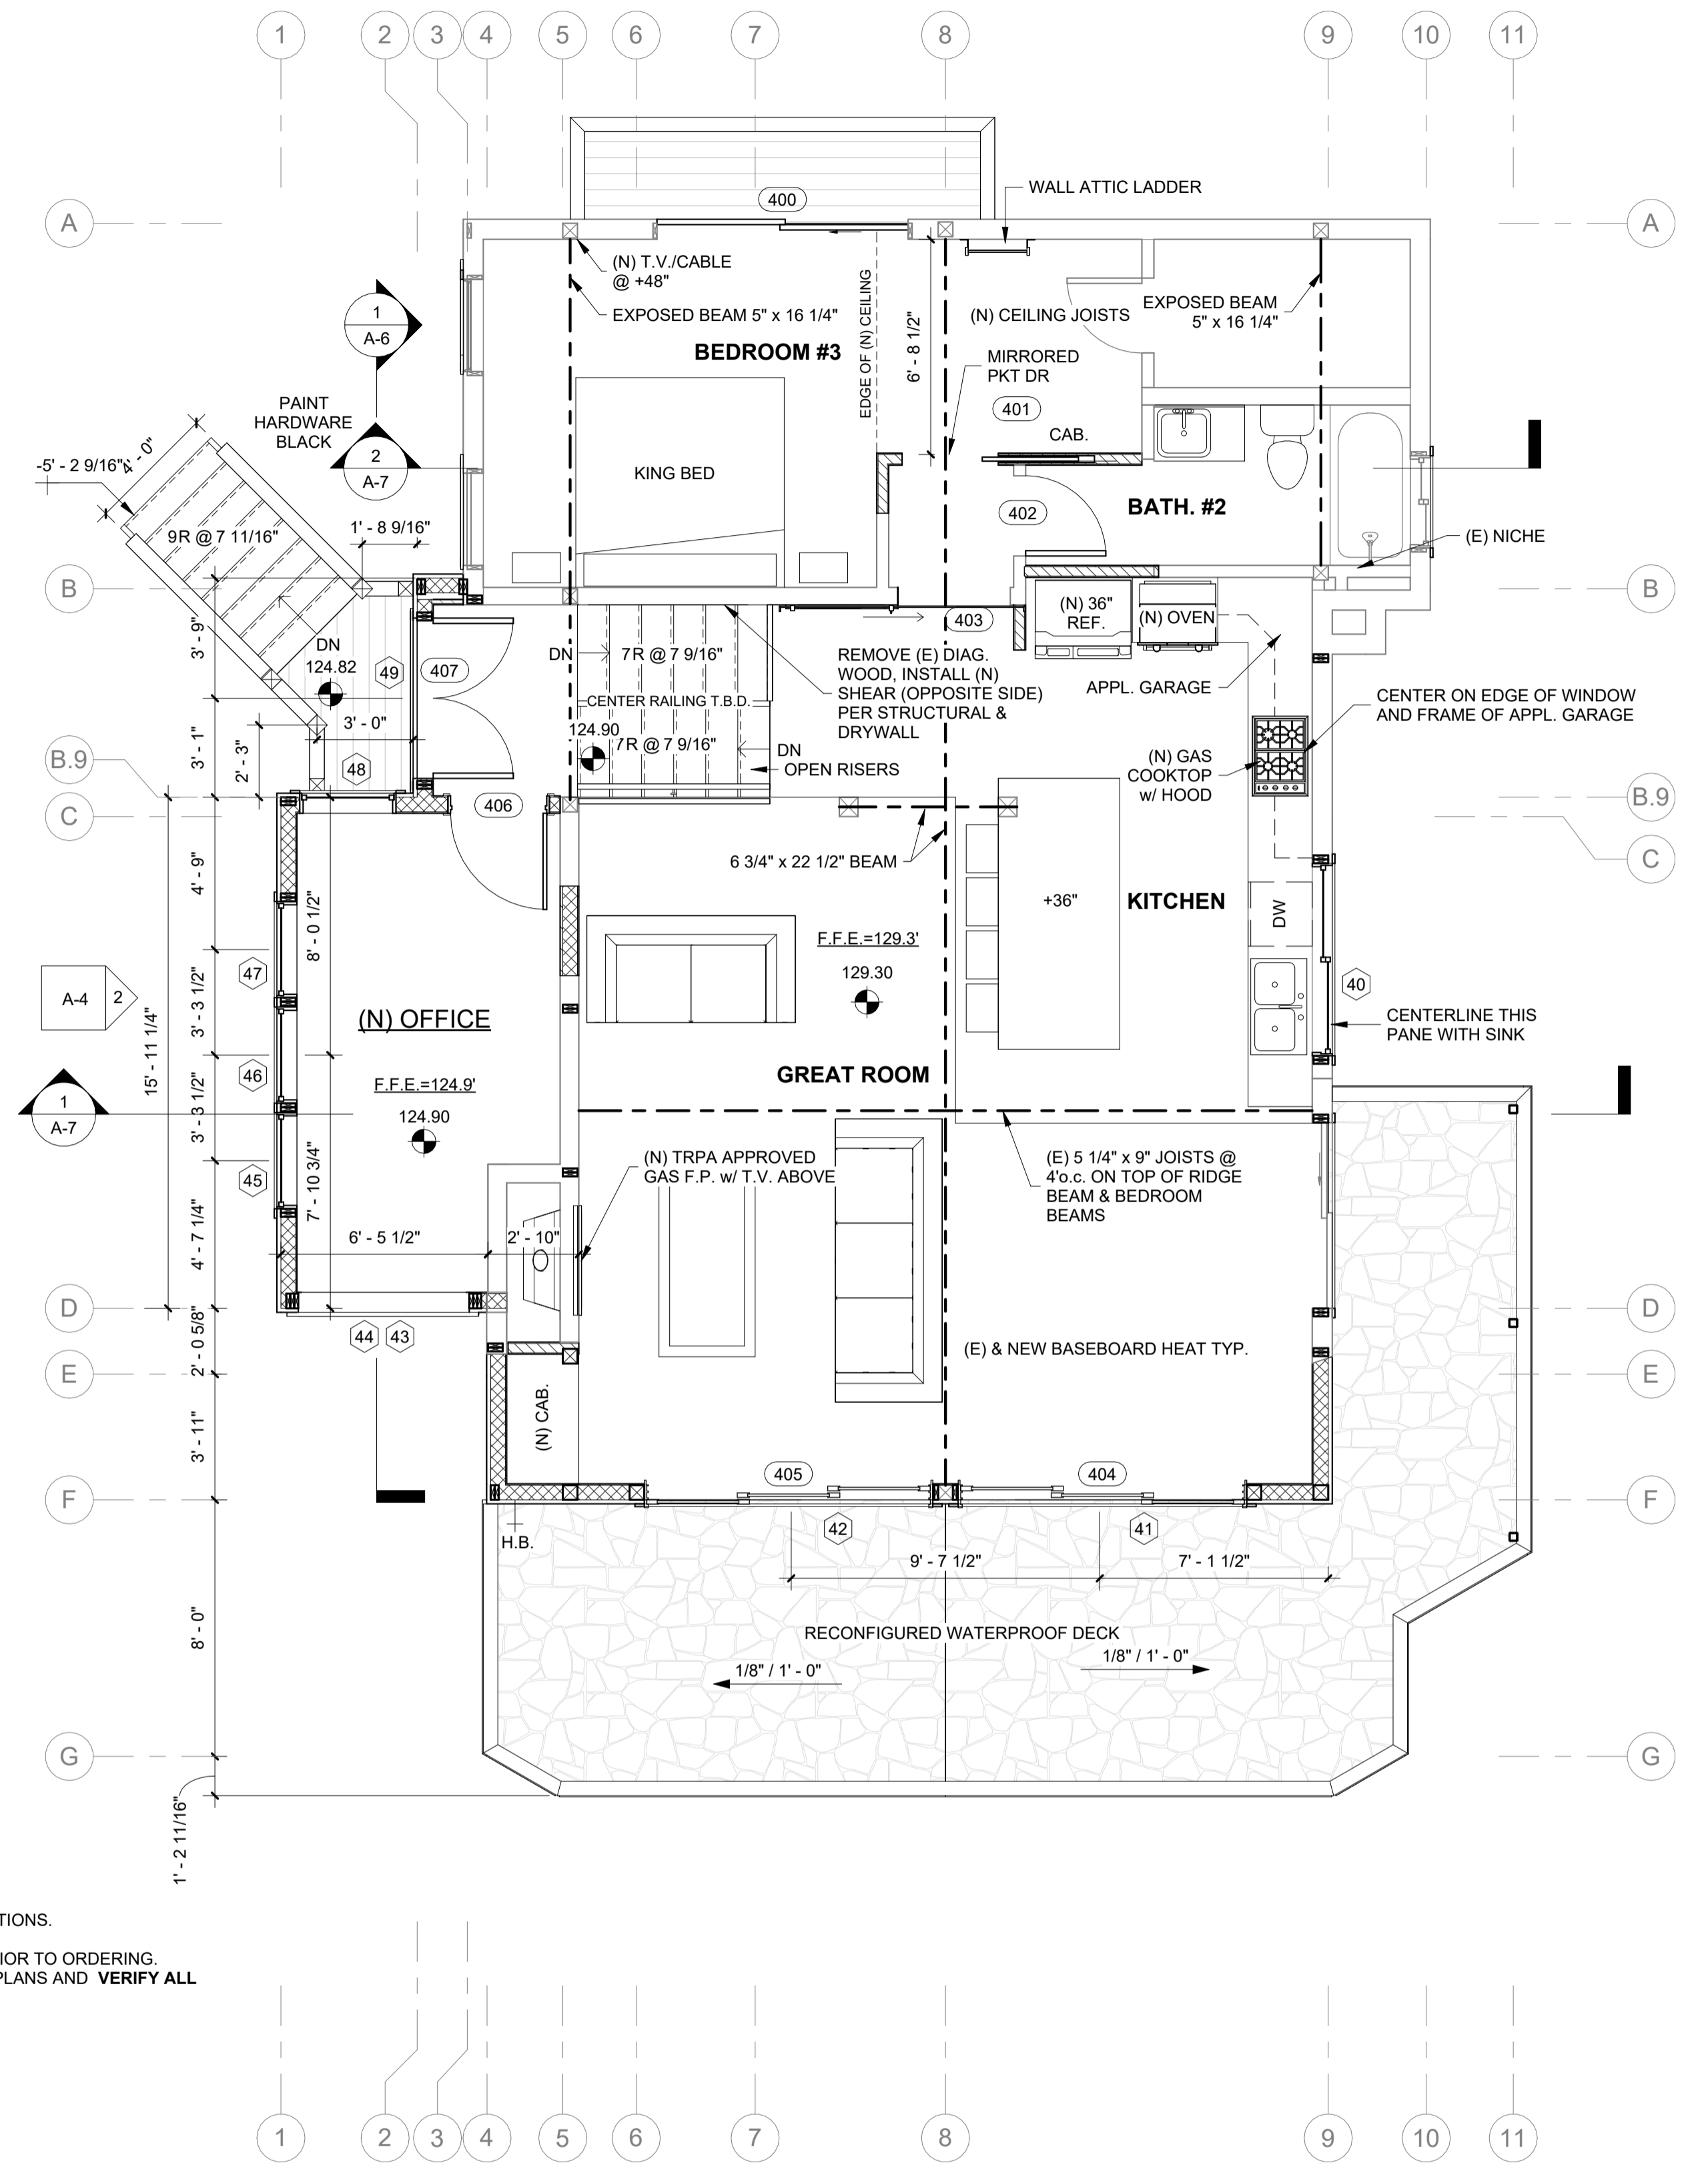 1 2 3 4 5 6 7 8 9 10 11
WALL ATTIC LADDER
400
A
A
(N) T.V./CABLE
@ +48"
EXPOSED BEAM 5" x 16 1/4"
EDGE OF (N) CEILING
6' - 8 1/2"
(N) CEILING JOISTS
EXPOSED BEAM
5" x 16 1/4"
1
A-6
BEDROOM #3
MIRRORED
PKT DR
401
CAB.
PAINT
HARDWARE
BLACK
2
A-7
KING BED
402
BATH. #2
(E) NICHE
-5' - 2 9/16"
4' - 0"
9R @ 7 11/16"
1' - 8 9/16"
B
B
(N) 36"
REF.
(N) OVEN
403
3' - 9"
DN
124.82
49
407
DN
7R @ 7 9/16"
REMOVE (E) DIAG.
WOOD, INSTALL (N)
SHEAR (OPPOSITE SIDE)
PER STRUCTURAL &
DRYWALL
APPL. GARAGE
CENTER ON EDGE OF WINDOW
AND FRAME OF APPL. GARAGE
CENTER RAILING T.B.D.
3' - 0"
124.90
7R @ 7 9/16"
DN
OPEN RISERS
3' - 1"
2' - 3"
48
B.9
B.9
(N) GAS
COOKTOP
w/ HOOD
406
C
C
6 3/4" x 22 1/2" BEAM
4' - 9"
8' - 0 1/2"
+36"
KITCHEN
DW
F.F.E.=129.3'
129.30
47
A-4
2
3' - 3 1/2"
40
(N) OFFICE
CENTERLINE THIS
PANE WITH SINK
15' - 11 1/4"
46
GREAT ROOM
F.F.E.=124.9'
124.90
1
A-7
3' - 3 1/2"
(N) TRPA APPROVED
GAS F.P. w/ T.V. ABOVE
(E) 5 1/4" x 9" JOISTS @
4'o.c. ON TOP OF RIDGE
BEAM & BEDROOM
BEAMS
45
7' - 10 3/4"
4' - 7 1/4"
6' - 5 1/2"
2' - 10"
D
D
44
43
2' - 0 5/8"
(E) & NEW BASEBOARD HEAT TYP.
E
E
(N) CAB.
3' - 11"
405
404
F
F
H.B.
42
41
9' - 7 1/2"
7' - 1 1/2"
8' - 0"
RECONFIGURED WATERPROOF DECK
1/8" / 1' - 0"
1/8" / 1' - 0"
G
G
1' - 2 11/16"
TIONS.
IOR TO ORDERING.
PLANS AND VERIFY ALL
1 2 3 4 5 6 7 8 9 10 11